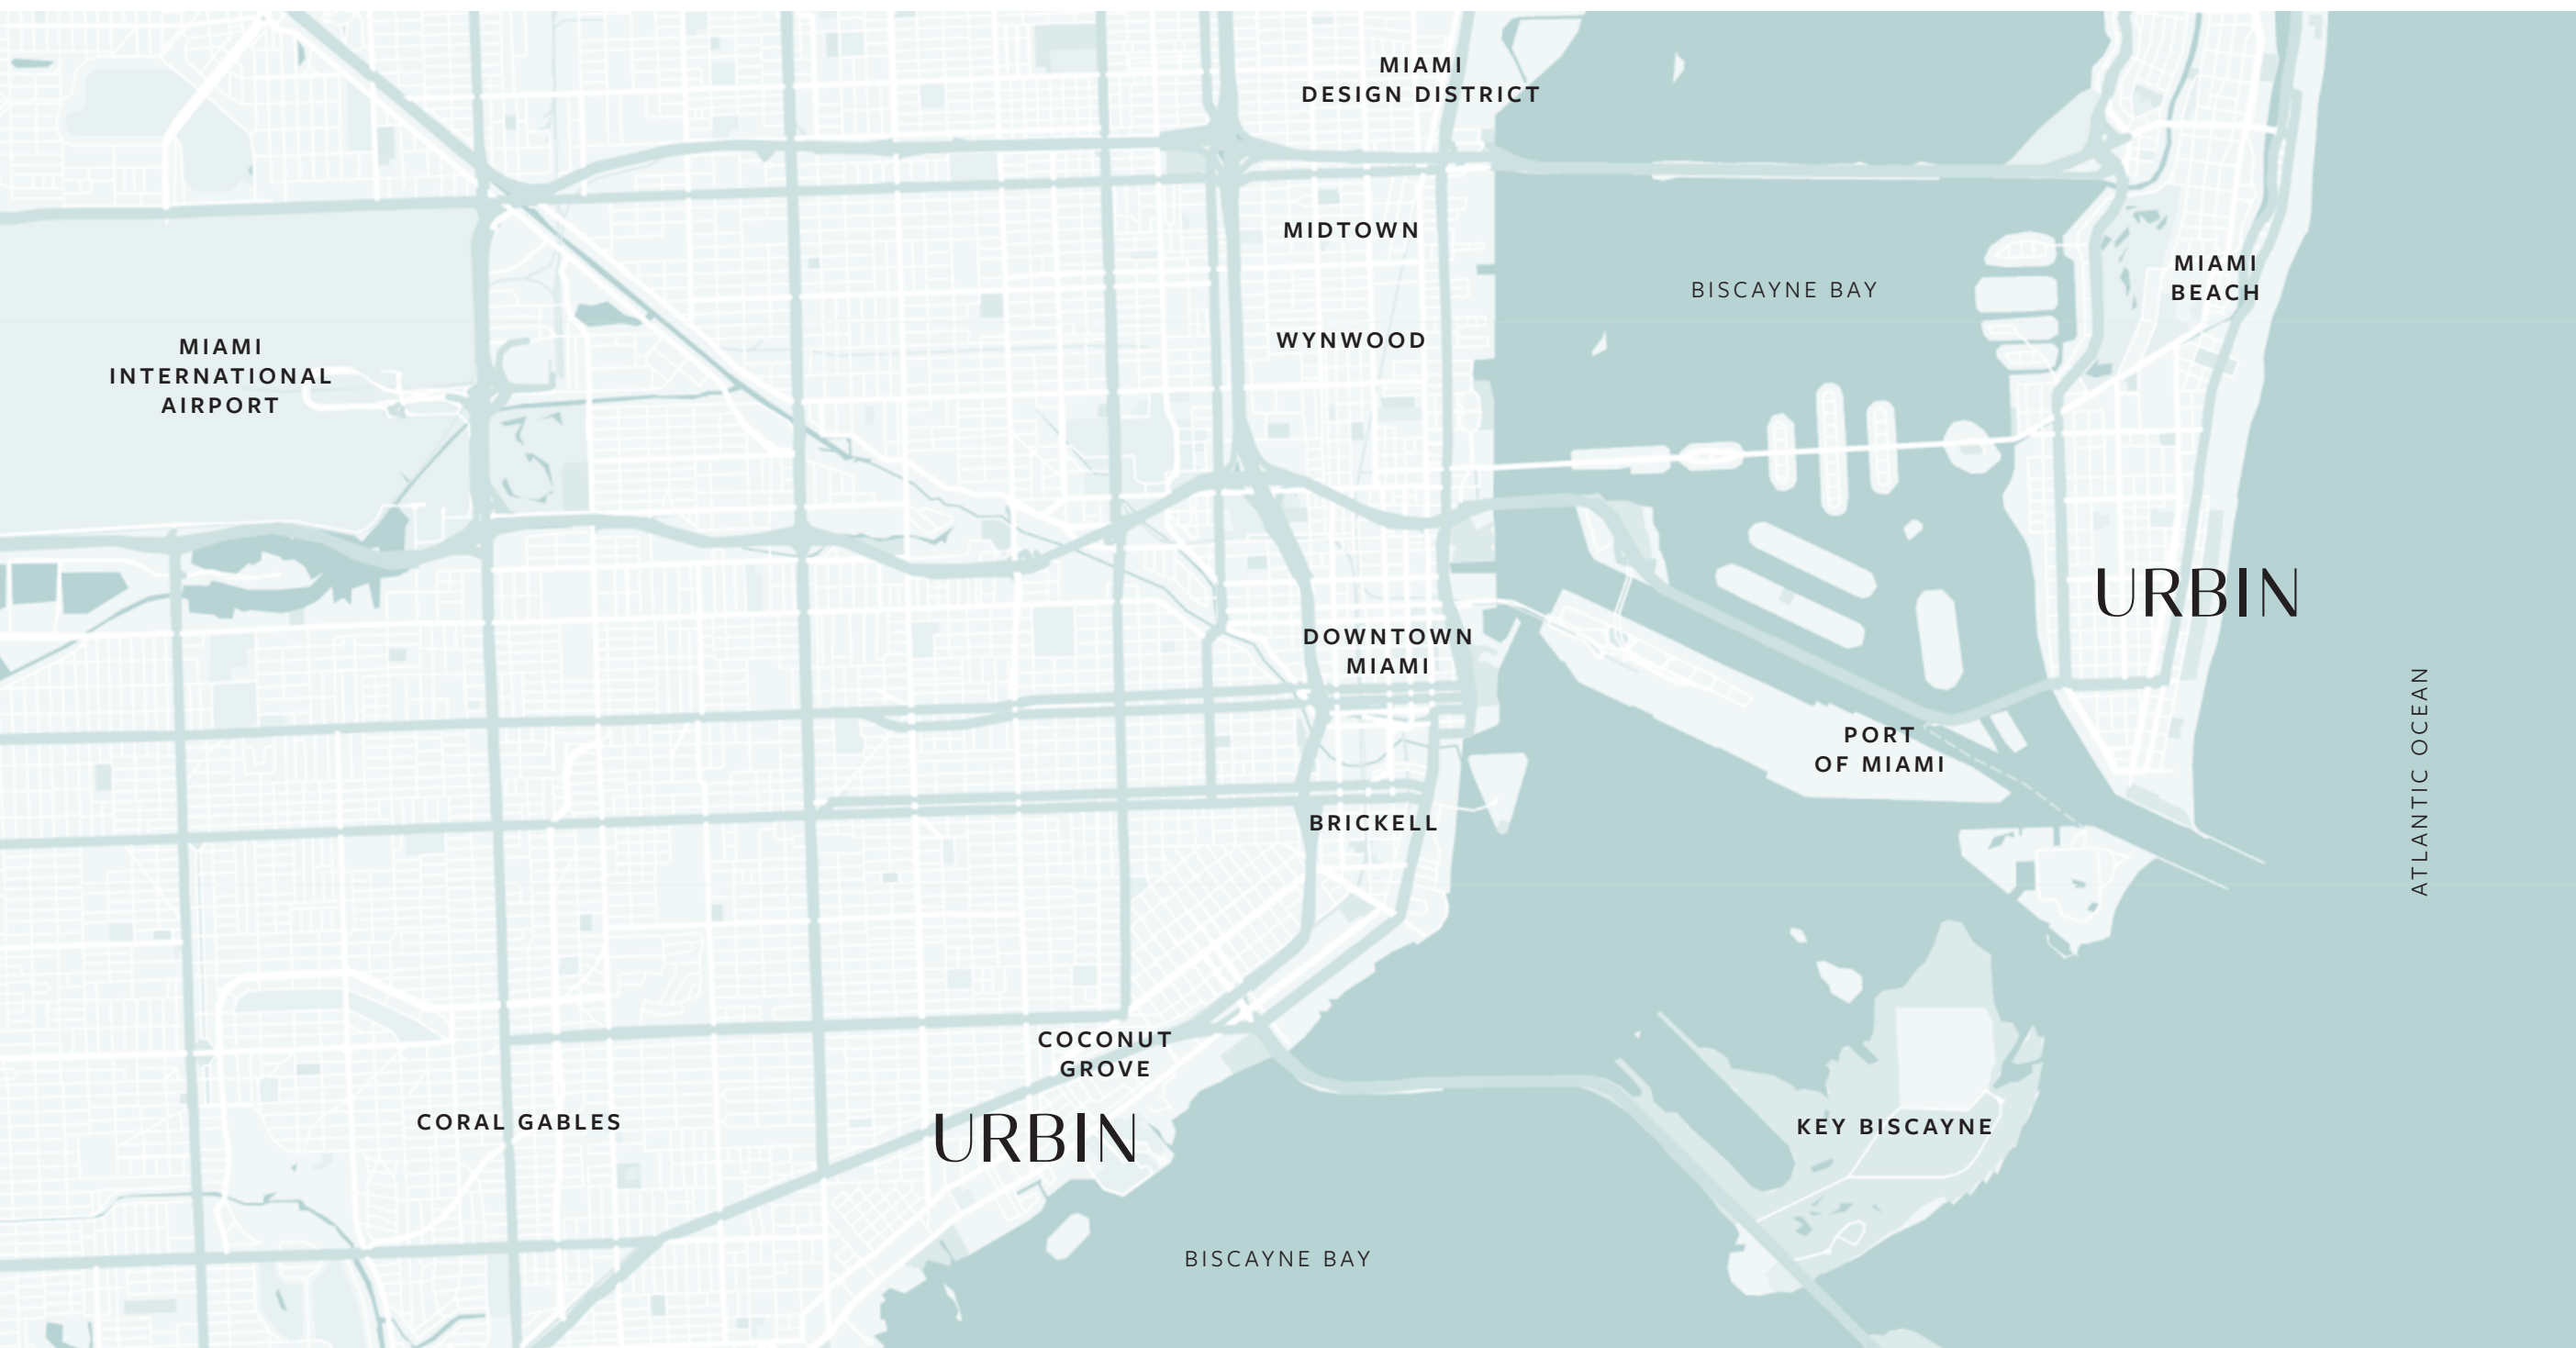 MIAMI
DESIGN DISTRICT
MIDTOWN
BISCAYNE BAY
MIAMI
BEACH
WYNWOOD
MIAMI
INTERNATIONAL
AIRPORT
URBIN
DOWNTOWN
MIAMI
ATLANTIC OCEAN
PORT
OF MIAMI
BRICKELL
COCONUT
GROVE
CORAL GABLES
URBIN
KEY BISCAYNE
BISCAYNE BAY